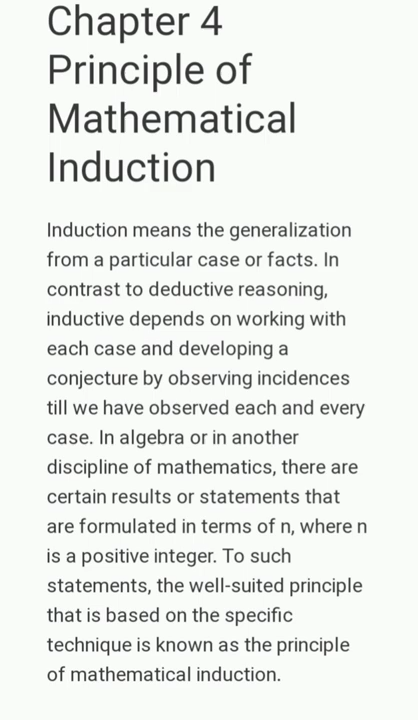 Chapter 4
Principle of
Mathematical
Induction
Induction means the generalization
from a particular case or facts. In
contrast to deductive reasoning,
inductive depends on working with
each case and developing a
conjecture by observing incidences
till we have observed each and every
case. In algebra or in another
discipline of mathematics, there are
certain results or statements that
are formulated in terms of n, where n
is a positive integer. To such
statements, the well-suited principle
that is based on the specific
technique is known as the principle
of mathematical induction.